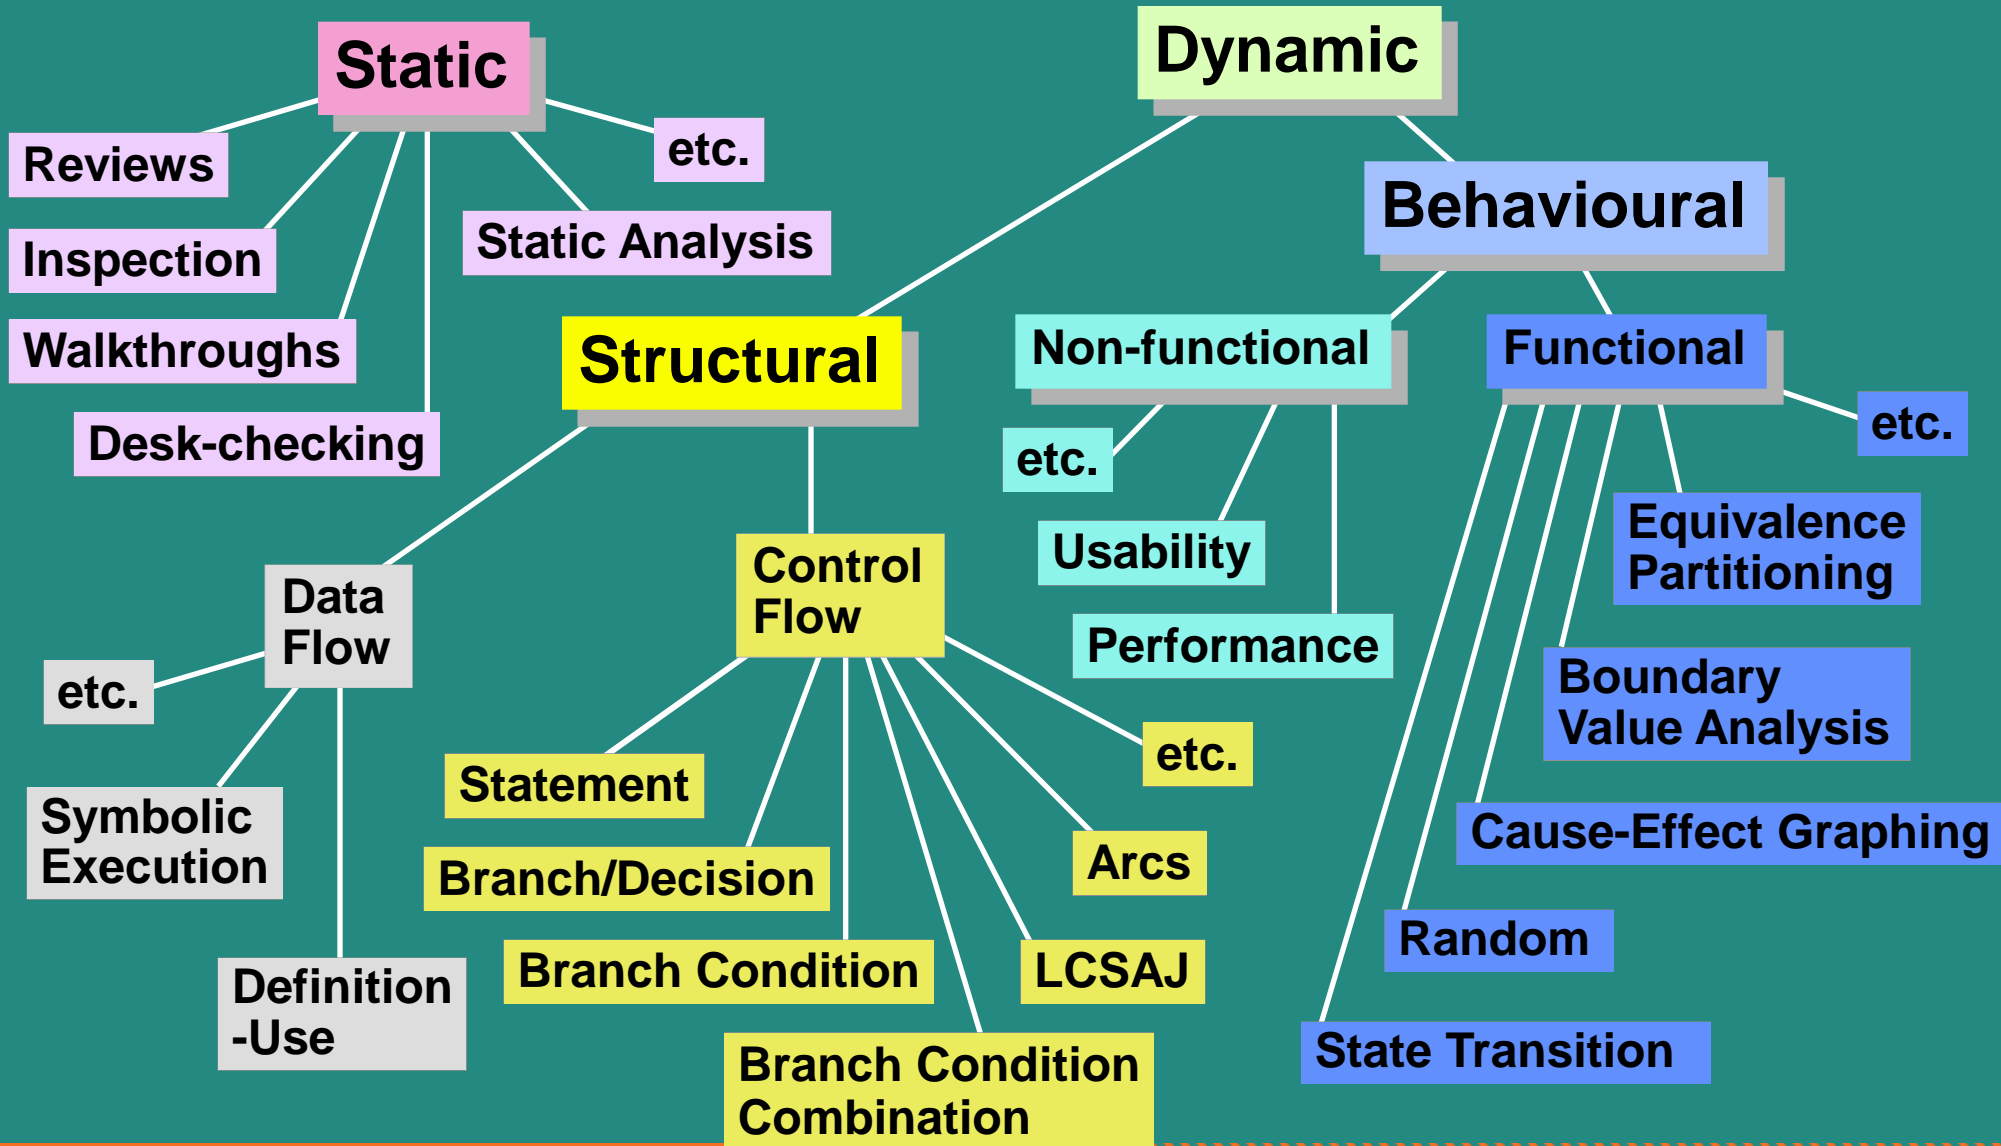 Static
Dynamic
Reviews
etc.
Behavioural
Inspection
Static Analysis
Walkthroughs
Structural
Non-functional
Functional
Desk-checking
etc.
etc.
Equivalence
Partitioning
Usability
Control
Flow
Data
Flow
Performance
etc.
Boundary
Value Analysis
etc.
Statement
Symbolic
Execution
Cause-Effect Graphing
Arcs
Branch/Decision
Random
Branch Condition
LCSAJ
Definition
-Use
State Transition
Branch Condition
Combination